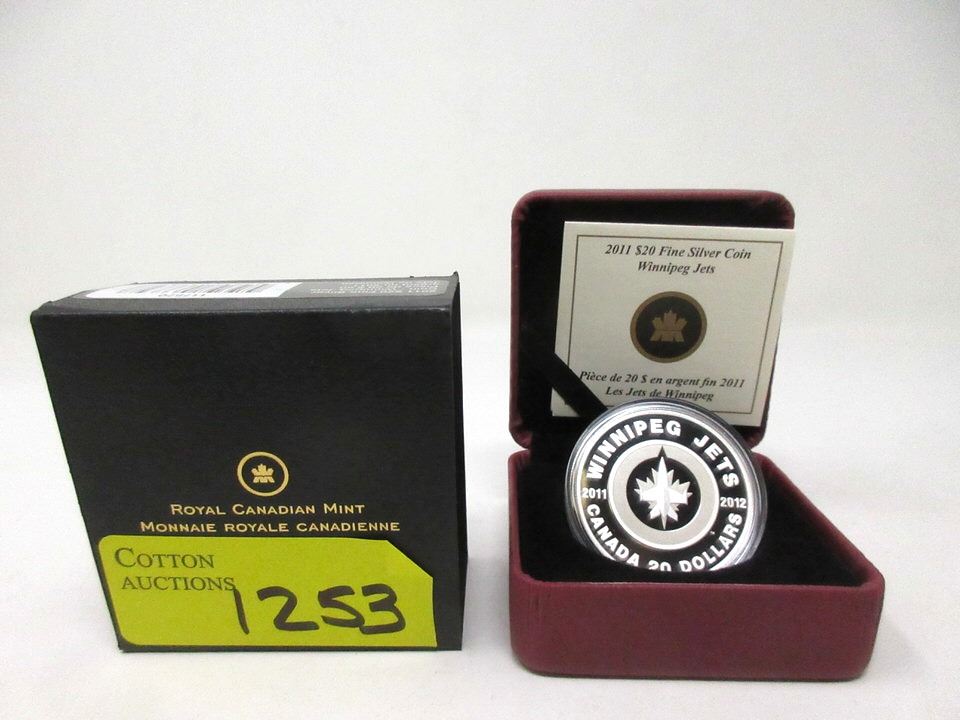 ROYAL CANADIAN MINT
MONNAIE ROYALE CANADIENNE
COTTON
AUCTIONS
1253
2011 $20 Fine Silver Coin
Winnipeg Jets
Pièce de 20 $ en argent fin 2011
Les Jets de Winnipeg
WINNIPEG JETS
2011 2012
CANADA 20 DOLLARS